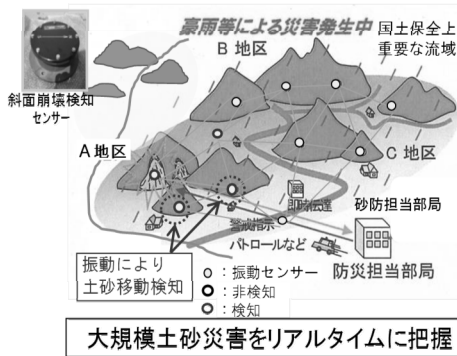 豪雨等による災害発生中
国土保全上
重要な流域
B 地区
斜面崩壊検知
センサー
A 地区
C 地区
即時伝達
砂防担当部局
警戒指示
パトロールなど
防災担当部局
振動により
土砂移動検知
：振動センサー
：非検知
：検知
大規模土砂災害をリアルタイムに把握